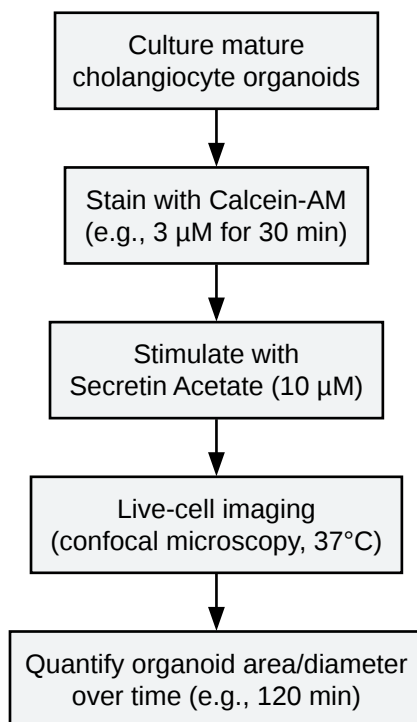 Culture mature
cholangiocyte organoids
Stain with Calcein-AM
(e.g., 3 µM for 30 min)
Stimulate with
Secretin Acetate (10 µM)
Live-cell imaging
(confocal microscopy, 37°C)
Quantify organoid area/diameter
over time (e.g., 120 min)